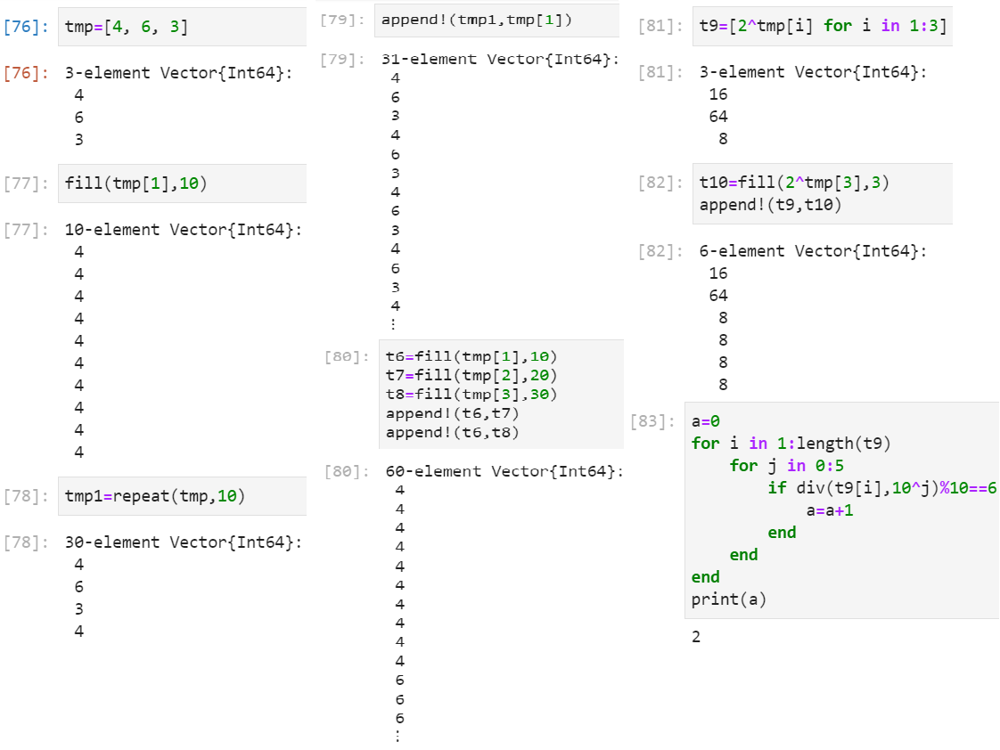 [76]: tmp=[4, 6, 3]
[76]: 3-element Vector{Int64}:
4
6
3
[77]: fill(tmp[1],10)
[77]: 10-element Vector{Int64}:
4
4
4
4
4
4
4
4
4
4
[78]: tmp1=repeat(tmp,10)
[78]: 30-element Vector{Int64}:
4
6
3
4
[79]: append!(tmp1,tmp[1])
[79]: 31-element Vector{Int64}:
4
6
3
4
6
3
4
6
3
4
6
3
4
⋮
[80]: t6=fill(tmp[1],10)
t7=fill(tmp[2],20)
t8=fill(tmp[3],30)
append!(t6,t7)
append!(t6,t8)
[80]: 60-element Vector{Int64}:
4
4
4
4
4
4
4
4
4
4
6
6
6
⋮
[81]: t9=[2^tmp[i] for i in 1:3]
[81]: 3-element Vector{Int64}:
16
64
8
[82]: t10=fill(2^tmp[3],3)
append!(t9,t10)
[82]: 6-element Vector{Int64}:
16
64
8
8
8
8
[83]: a=0
for i in 1:length(t9)
for j in 0:5
if div(t9[i],10^j)%10==6
a=a+1
end
end
end
print(a)
2